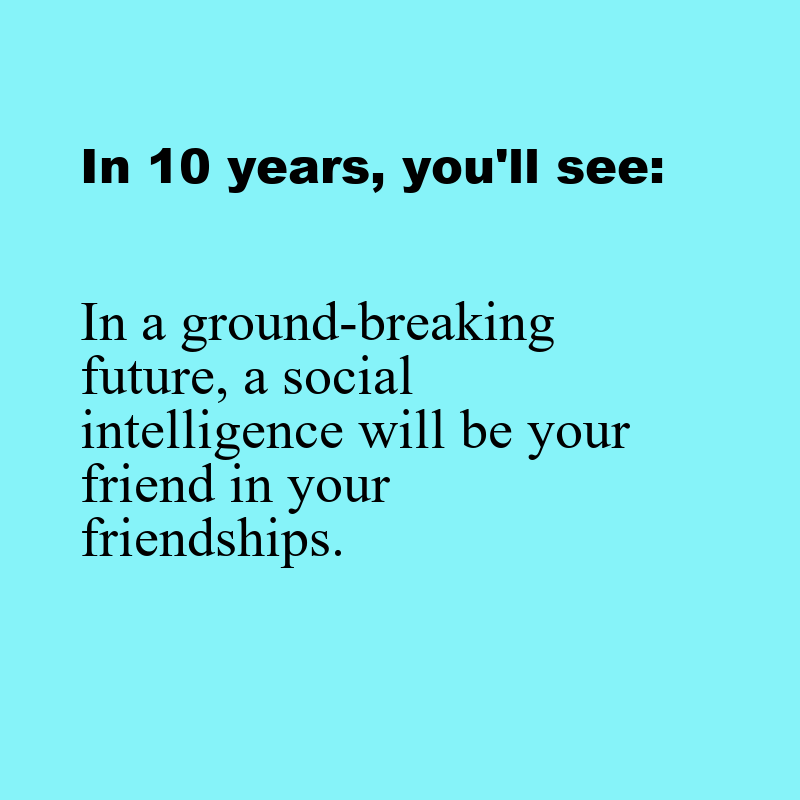 In 10 years, you'll see:
In a ground-breaking
future, a social
intelligence will be your
friend in your
friendships.